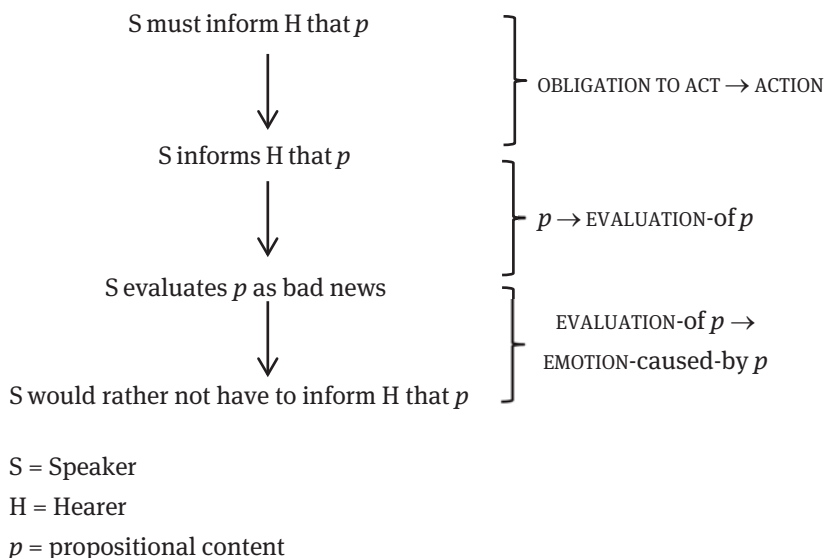 S must inform H that p
OBLIGATION TO ACT → ACTION
S informs H that p
p → EVALUATION-of p
S evaluates p as bad news
EVALUATION-of p →
EMOTION-caused-by p
S would rather not have to inform H that p
S = Speaker
H = Hearer
p = propositional content